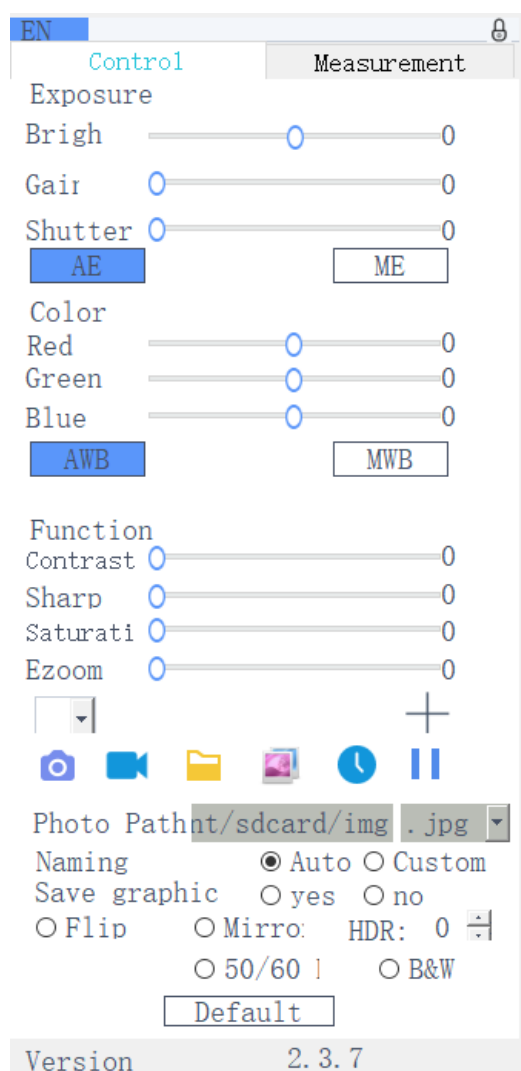 EN
Control Measurement
Exposure
Brigh 0
Gair 0
Shutter 0
AE ME
Color
Red 0
Green 0
Blue 0
AWB MWB
Function
Contrast 0
Sharp 0
Saturati 0
Ezoom 0
Photo Path nt/sdcard/img .jpg
Naming Auto Custom
Save graphic yes no
Flip Mirro HDR: 0
50/60 B&W
Default
Version 2.3.7